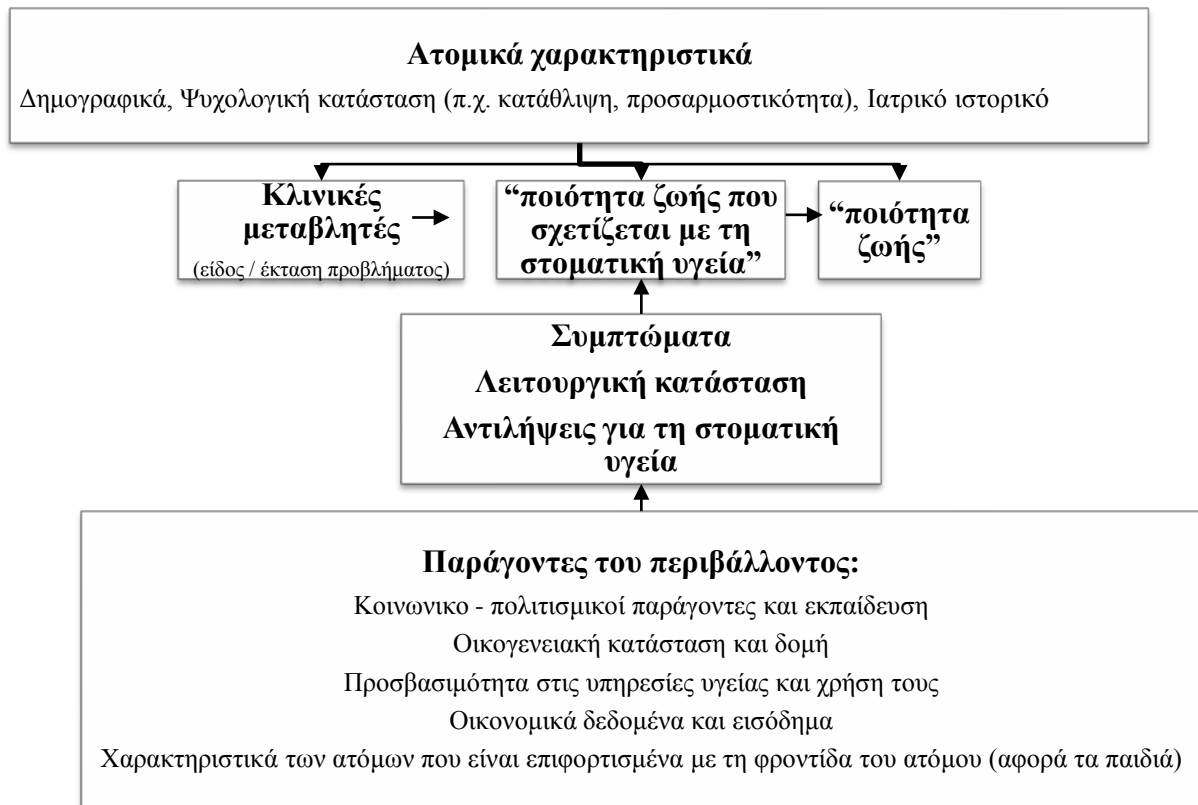 Ατομικά χαρακτηριστικά
Δημογραφικά, Ψυχολογική κατάσταση (π.χ. κατάθλιψη, προσαρμοστικότητα), Ιατρικό ιστορικό
Κλινικές
μεταβλητές
(είδος / έκταση προβλήματος)
“ποιότητα ζωής που
σχετίζεται με τη
στοματική υγεία”
“ποιότητα
ζωής”
Συμπτώματα
Λειτουργική κατάσταση
Αντιλήψεις για τη στοματική
υγεία
Παράγοντες του περιβάλλοντος:
Κοινωνικο - πολιτισμικοί παράγοντες και εκπαίδευση
Οικογενειακή κατάσταση και δομή
Προσβασιμότητα στις υπηρεσίες υγείας και χρήση τους
Οικονομικά δεδομένα και εισόδημα
Χαρακτηριστικά των ατόμων που είναι επιφορτισμένα με τη φροντίδα του ατόμου (αφορά τα παιδιά)